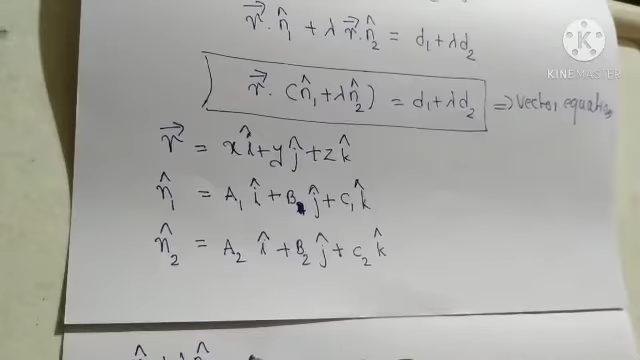 r⃗ . n̂₁ + λ r⃗ . n̂₂ = d₁ + λd₂
r⃗ . (n̂₁ + λn̂₂) = d₁ + λd₂ ⇒ vector equation
r⃗ = xî + yĵ + zk̂
n̂₁ = A₁ î + B₁ ĵ + C₁ k̂
n̂₂ = A₂ î + B₂ ĵ + C₂ k̂
KINEMASTER